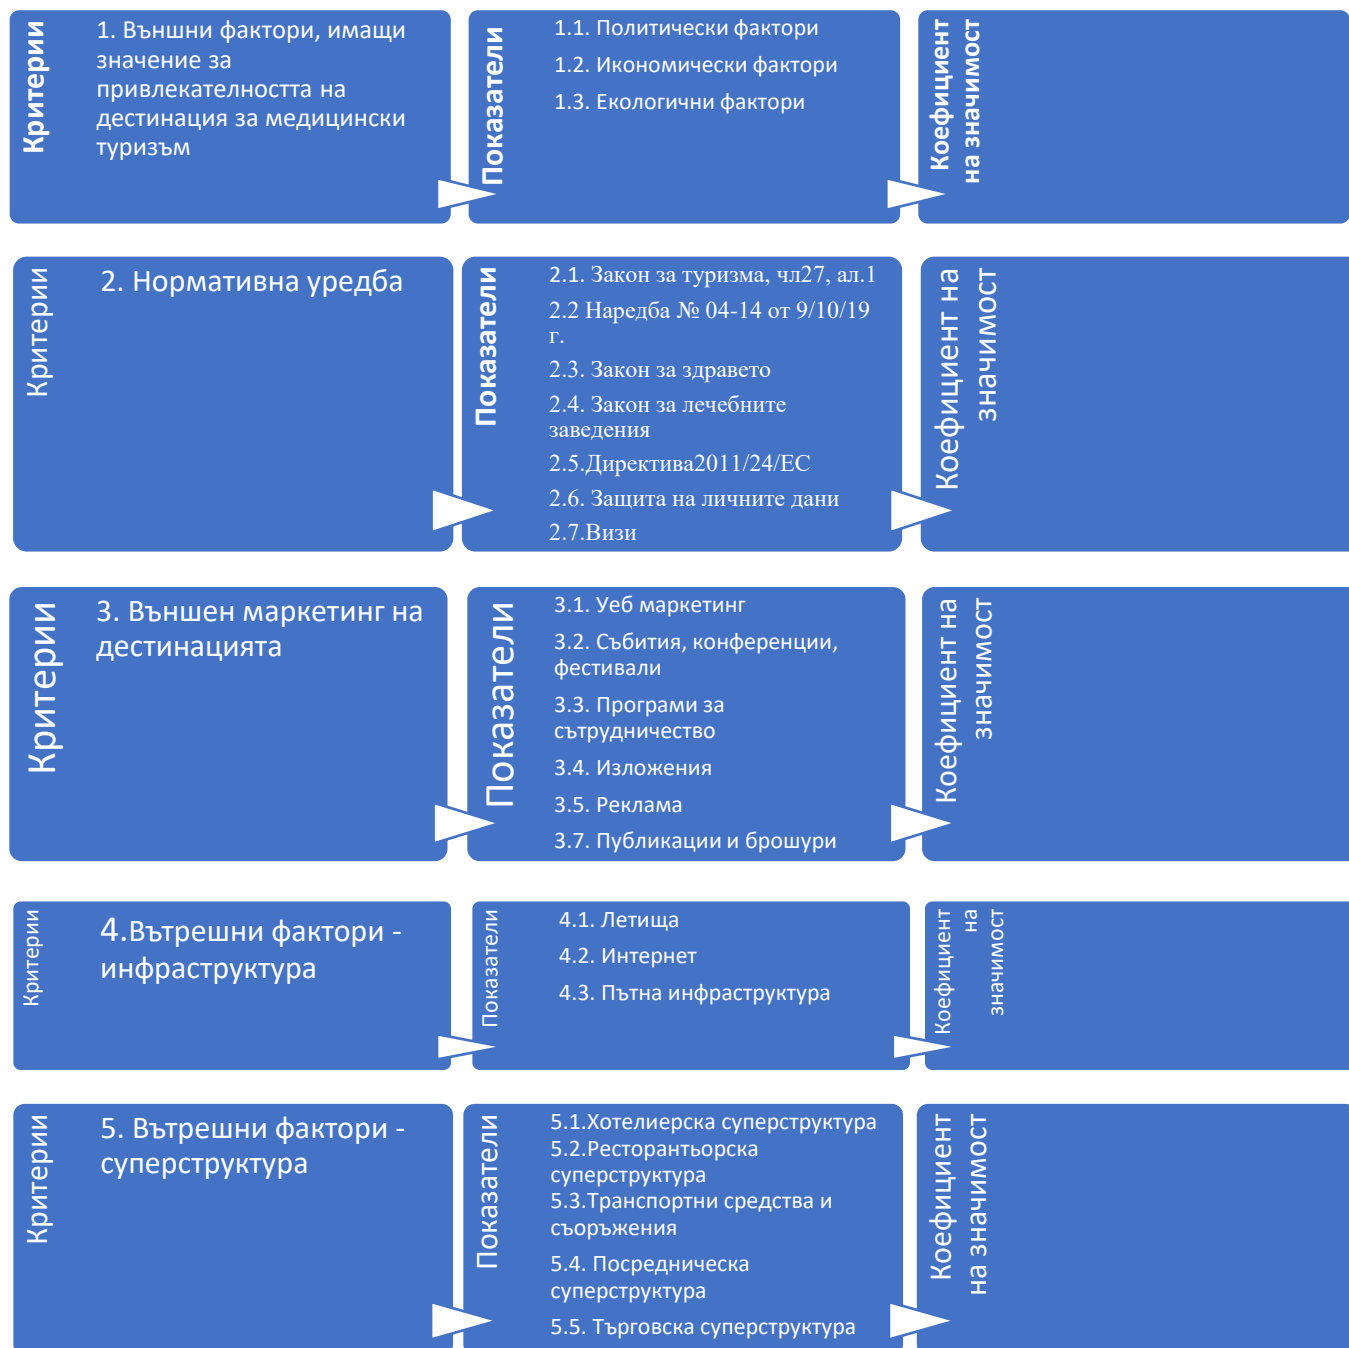 Критерии
1. Външни фактори, имащи
значение за
привлекателността на
дестинация за медицински
туризъм
Показатели
1.1. Политически фактори
1.2. Икономически фактори
1.3. Екологични фактори
Коефициент
на значимост
Критерии
2. Нормативна уредба
Показатели
2.1. Закон за туризма, чл27, ал.1
2.2 Наредба № 04-14 от 9/10/19
г.
2.3. Закон за здравето
2.4. Закон за лечебните
заведения
2.5.Директива2011/24/ЕС
2.6. Защита на личните дани
2.7.Визи
Коефициент на
значимост
Критерии
3. Външен маркетинг на
дестинацията
Показатели
3.1. Уеб маркетинг
3.2. Събития, конференции,
фестивали
3.3. Програми за
сътрудничество
3.4. Изложения
3.5. Реклама
3.7. Публикации и брошури
Коефициент на
значимост
Критерии
4.Вътрешни фактори -
инфраструктура
Показатели
4.1. Летища
4.2. Интернет
4.3. Пътна инфраструктура
Коефициент
на
значимост
Критерии
5. Вътрешни фактори -
суперструктура
Показатели
5.1.Хотелиерска суперструктура
5.2.Ресторантьорска
суперструктура
5.3.Транспортни средства и
съоръжения
5.4. Посредническа
суперструктура
5.5. Търговска суперструктура
Коефициент
на значимост